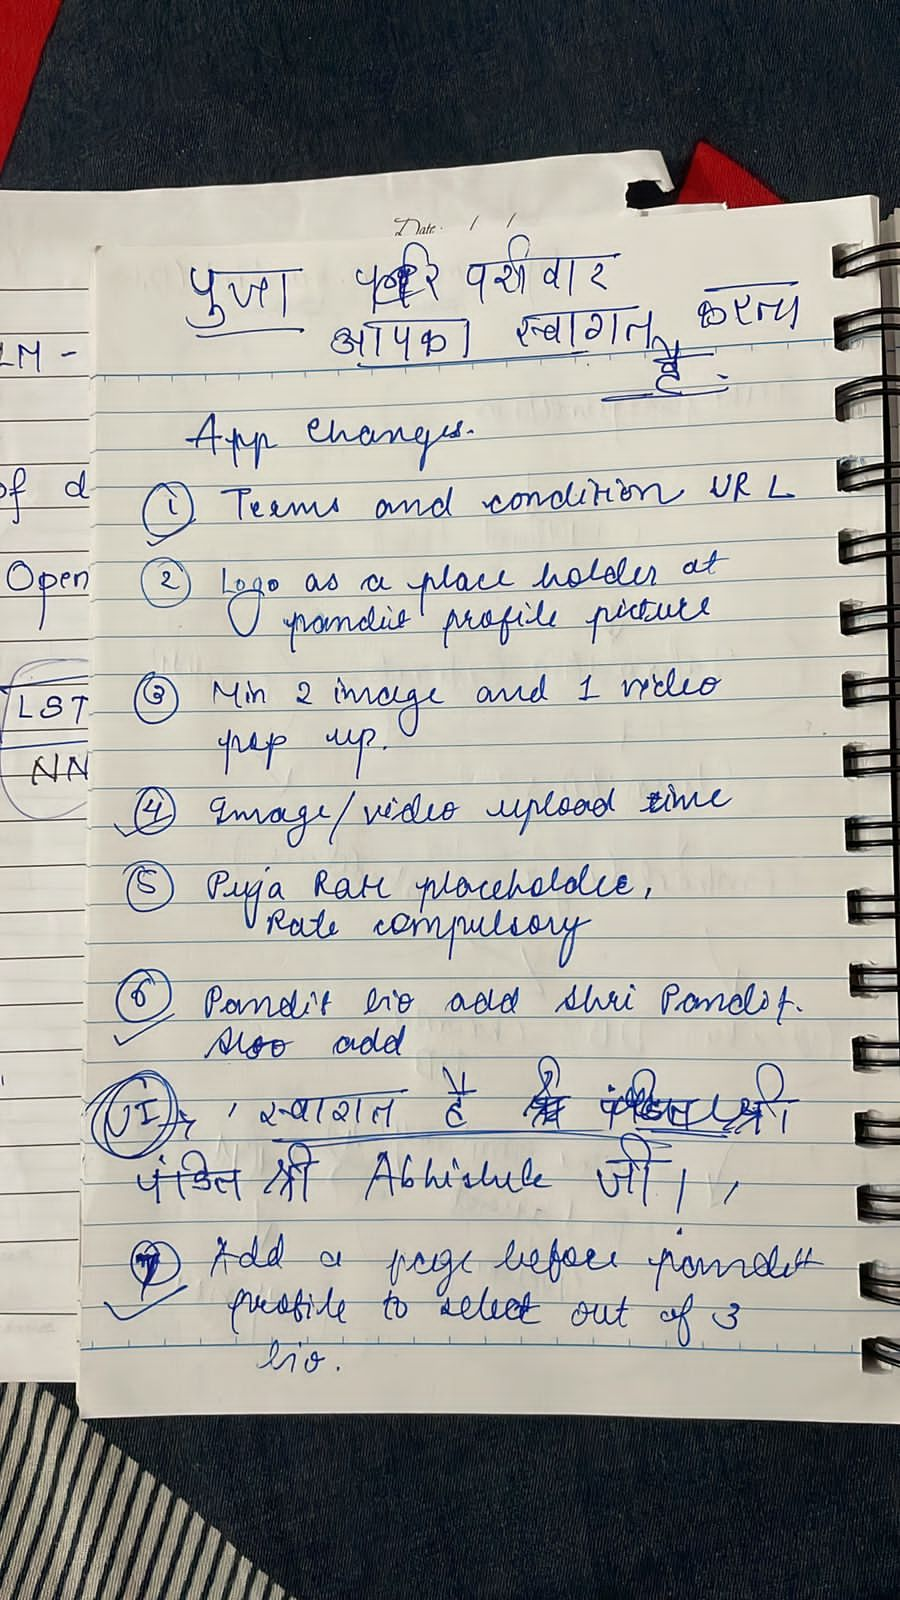 Date. / /
पुजा परिवार
आपका स्वागत करता
है.
App Changes.
① Terms and condition URL
② Logo as a place holder at
pandit profile picture
③ Min 2 image and 1 video
pop up.
④ Image/video upload time
⑤ Puja Rate placeholder,
Rate compulsory
⑥ Pandit bio add Shri Pandit.
Also add
स्वागत है श्री
पंडित श्री Abhishek जी।,
⑦ Add a page before pandit
profile to select out of 3
bio.
LM -
of d
Open
LST
NN